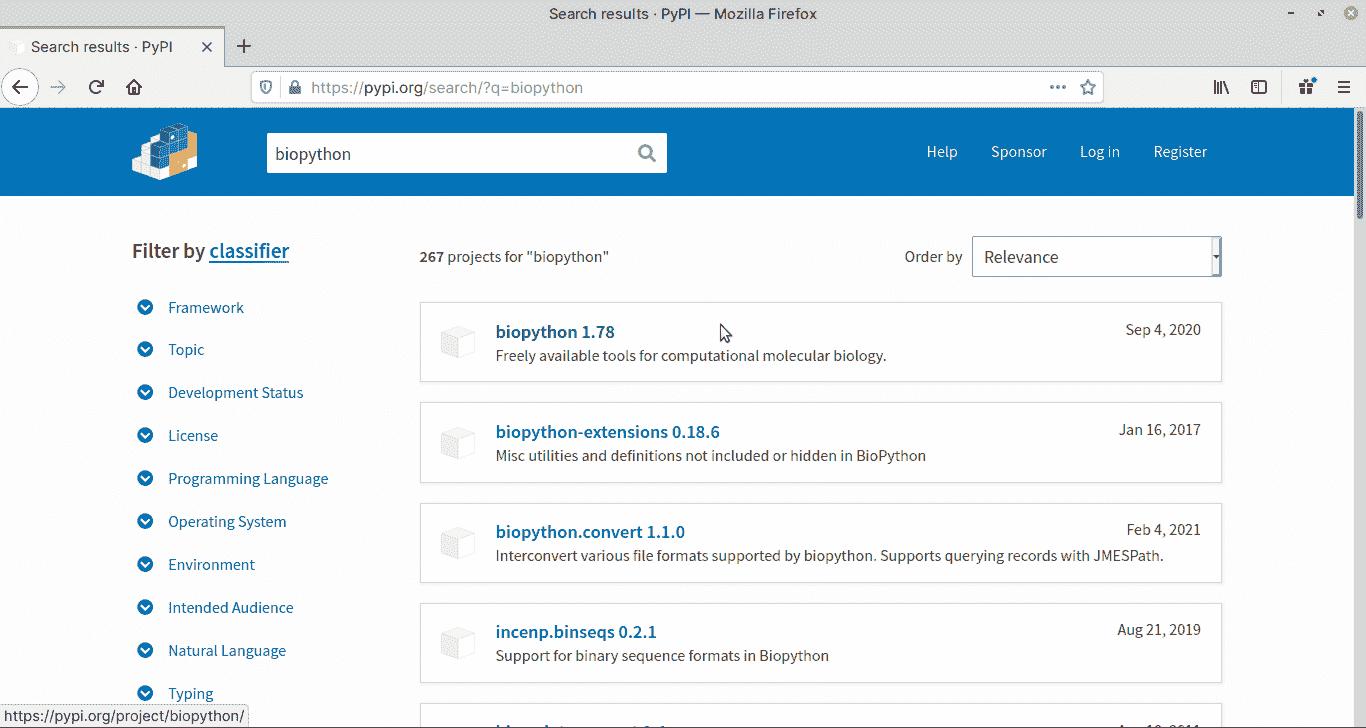 Search results · PyPI — Mozilla Firefox
Search results · PyPI
https://pypi.org/search/?q=biopython
biopython
Help Sponsor Log in Register
Filter by classifier
Framework
Topic
Development Status
License
Programming Language
Operating System
Environment
Intended Audience
Natural Language
Typing
267 projects for "biopython"
Order by Relevance
biopython 1.78
Sep 4, 2020
Freely available tools for computational molecular biology.
biopython-extensions 0.18.6
Jan 16, 2017
Misc utilities and definitions not included or hidden in BioPython
biopython.convert 1.1.0
Feb 4, 2021
Interconvert various file formats supported by biopython. Supports querying records with JMESPath.
incenp.binseqs 0.2.1
Aug 21, 2019
Support for binary sequence formats in Biopython
https://pypi.org/project/biopython/